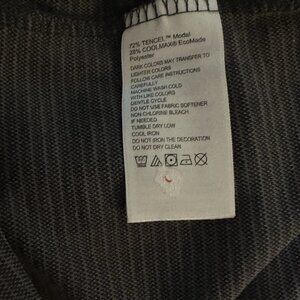 72% TENCEL™ Modal
28% COOLMAX® EcoMade
Polyester
DARK COLORS MAY TRANSFER TO
LIGHTER COLORS
FOLLOW CARE INSTRUCTIONS
CAREFULLY
MACHINE WASH COLD
WITH LIKE COLORS
GENTLE CYCLE
DO NOT USE FABRIC SOFTENER
NON-CHLORINE BLEACH
IF NEEDED
TUMBLE DRY LOW
COOL IRON
DO NOT IRON THE DECORATION
DO NOT DRY CLEAN